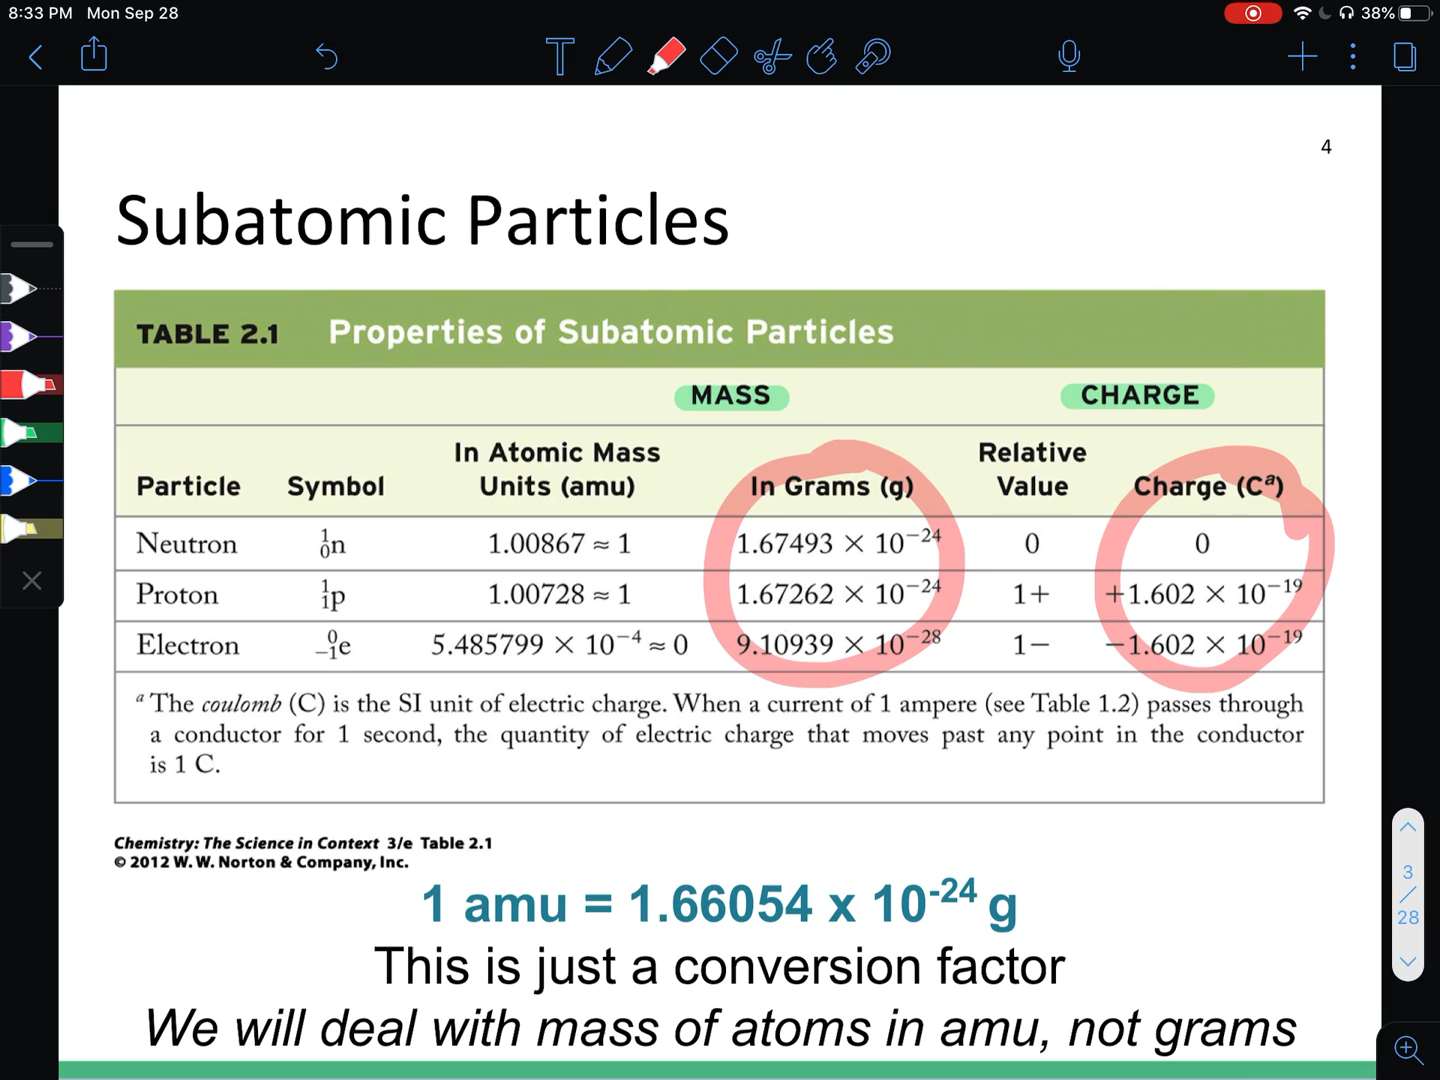 8:33 PM Mon Sep 28
38%
4
Subatomic Particles
TABLE 2.1 Properties of Subatomic Particles
MASS CHARGE
In Atomic Mass Relative
Particle Symbol Units (amu) In Grams (g) Value Charge (Cᵃ)
Neutron ¹₀n 1.00867 ≈ 1 1.67493 × 10⁻²⁴ 0 0
Proton ¹₁p 1.00728 ≈ 1 1.67262 × 10⁻²⁴ 1+ +1.602 × 10⁻¹⁹
Electron ⁰₋₁e 5.485799 × 10⁻⁴ ≈ 0 9.10939 × 10⁻²⁸ 1− −1.602 × 10⁻¹⁹
ᵃ The coulomb (C) is the SI unit of electric charge. When a current of 1 ampere (see Table 1.2) passes through
a conductor for 1 second, the quantity of electric charge that moves past any point in the conductor
is 1 C.
Chemistry: The Science in Context 3/e Table 2.1
© 2012 W. W. Norton & Company, Inc.
1 amu = 1.66054 x 10⁻²⁴ g
This is just a conversion factor
We will deal with mass of atoms in amu, not grams
3
/
28